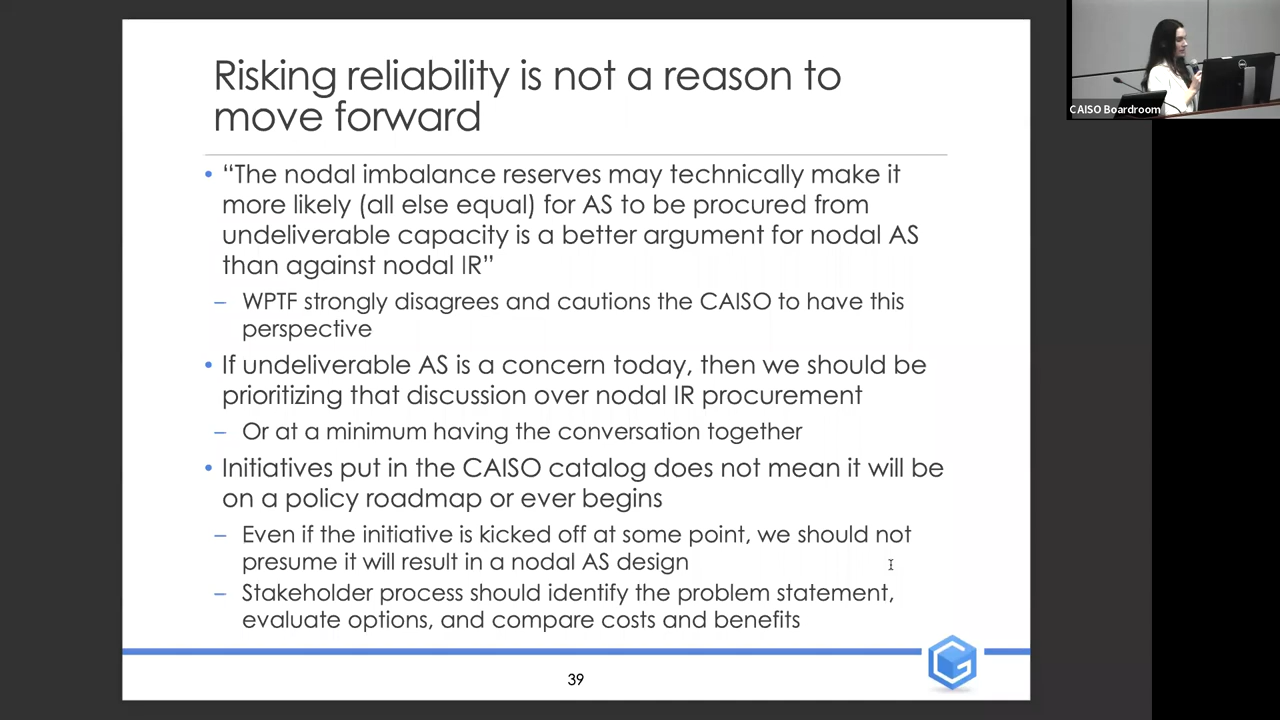 Risking reliability is not a reason to
move forward
• “The nodal imbalance reserves may technically make it
more likely (all else equal) for AS to be procured from
undeliverable capacity is a better argument for nodal AS
than against nodal IR”
– WPTF strongly disagrees and cautions the CAISO to have this
perspective
• If undeliverable AS is a concern today, then we should be
prioritizing that discussion over nodal IR procurement
– Or at a minimum having the conversation together
• Initiatives put in the CAISO catalog does not mean it will be
on a policy roadmap or ever begins
– Even if the initiative is kicked off at some point, we should not
presume it will result in a nodal AS design
– Stakeholder process should identify the problem statement,
evaluate options, and compare costs and benefits
39
CAISO Boardroom